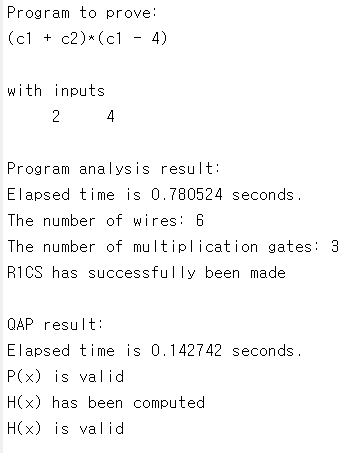 Program to prove:
(c1 + c2)*(c1 - 4)
with inputs
2 4
Program analysis result:
Elapsed time is 0.780524 seconds.
The number of wires: 6
The number of multiplication gates: 3
R1CS has successfully been made
QAP result:
Elapsed time is 0.142742 seconds.
P(x) is valid
H(x) has been computed
H(x) is valid